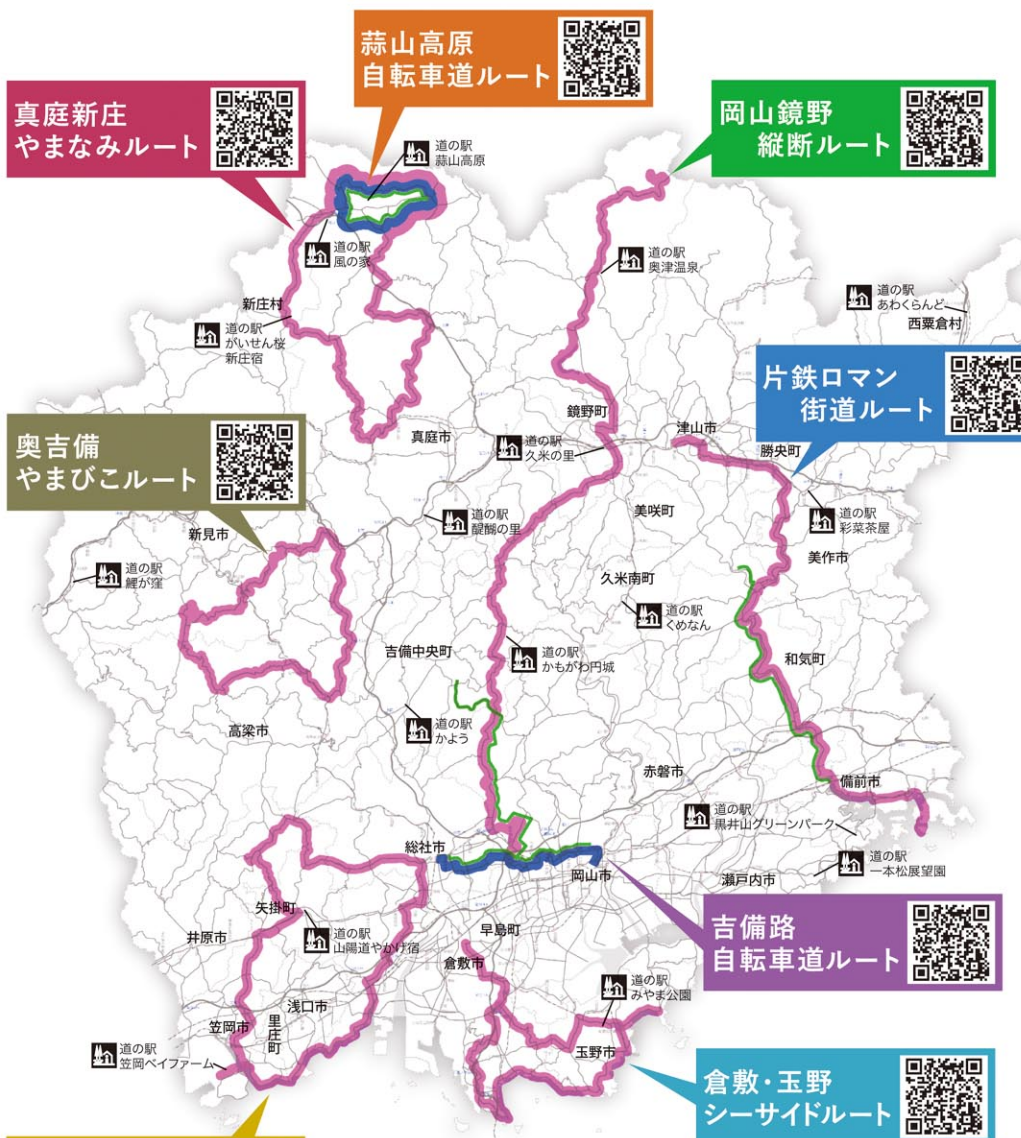 蒜山高原
自転車道ルート
真庭新庄
やまなみルート
岡山鏡野
縦断ルート
道の駅
蒜山高原
道の駅
風の家
道の駅
奥津温泉
道の駅
あわくらんど
西粟倉村
新庄村
道の駅
がいせん桜
新庄宿
片鉄ロマン
街道ルート
鏡野町
津山市
真庭市
道の駅
久米の里
勝央町
奥吉備
やまびこルート
道の駅
醍醐の里
美咲町
道の駅
彩菜茶屋
新見市
美作市
道の駅
鯉が窪
久米南町
道の駅
くめなん
吉備中央町
道の駅
かもがわ円城
和気町
高梁市
道の駅
かよう
赤磐市
備前市
道の駅
黒井山グリーンパーク
総社市
岡山市
瀬戸内市
道の駅
一本松展望園
矢掛町
早島町
吉備路
自転車道ルート
井原市
道の駅
山陽道やかげ宿
倉敷市
道の駅
みやま公園
浅口市
笠岡市
里庄町
玉野市
道の駅
笠岡ベイファーム
倉敷・玉野
シーサイドルート